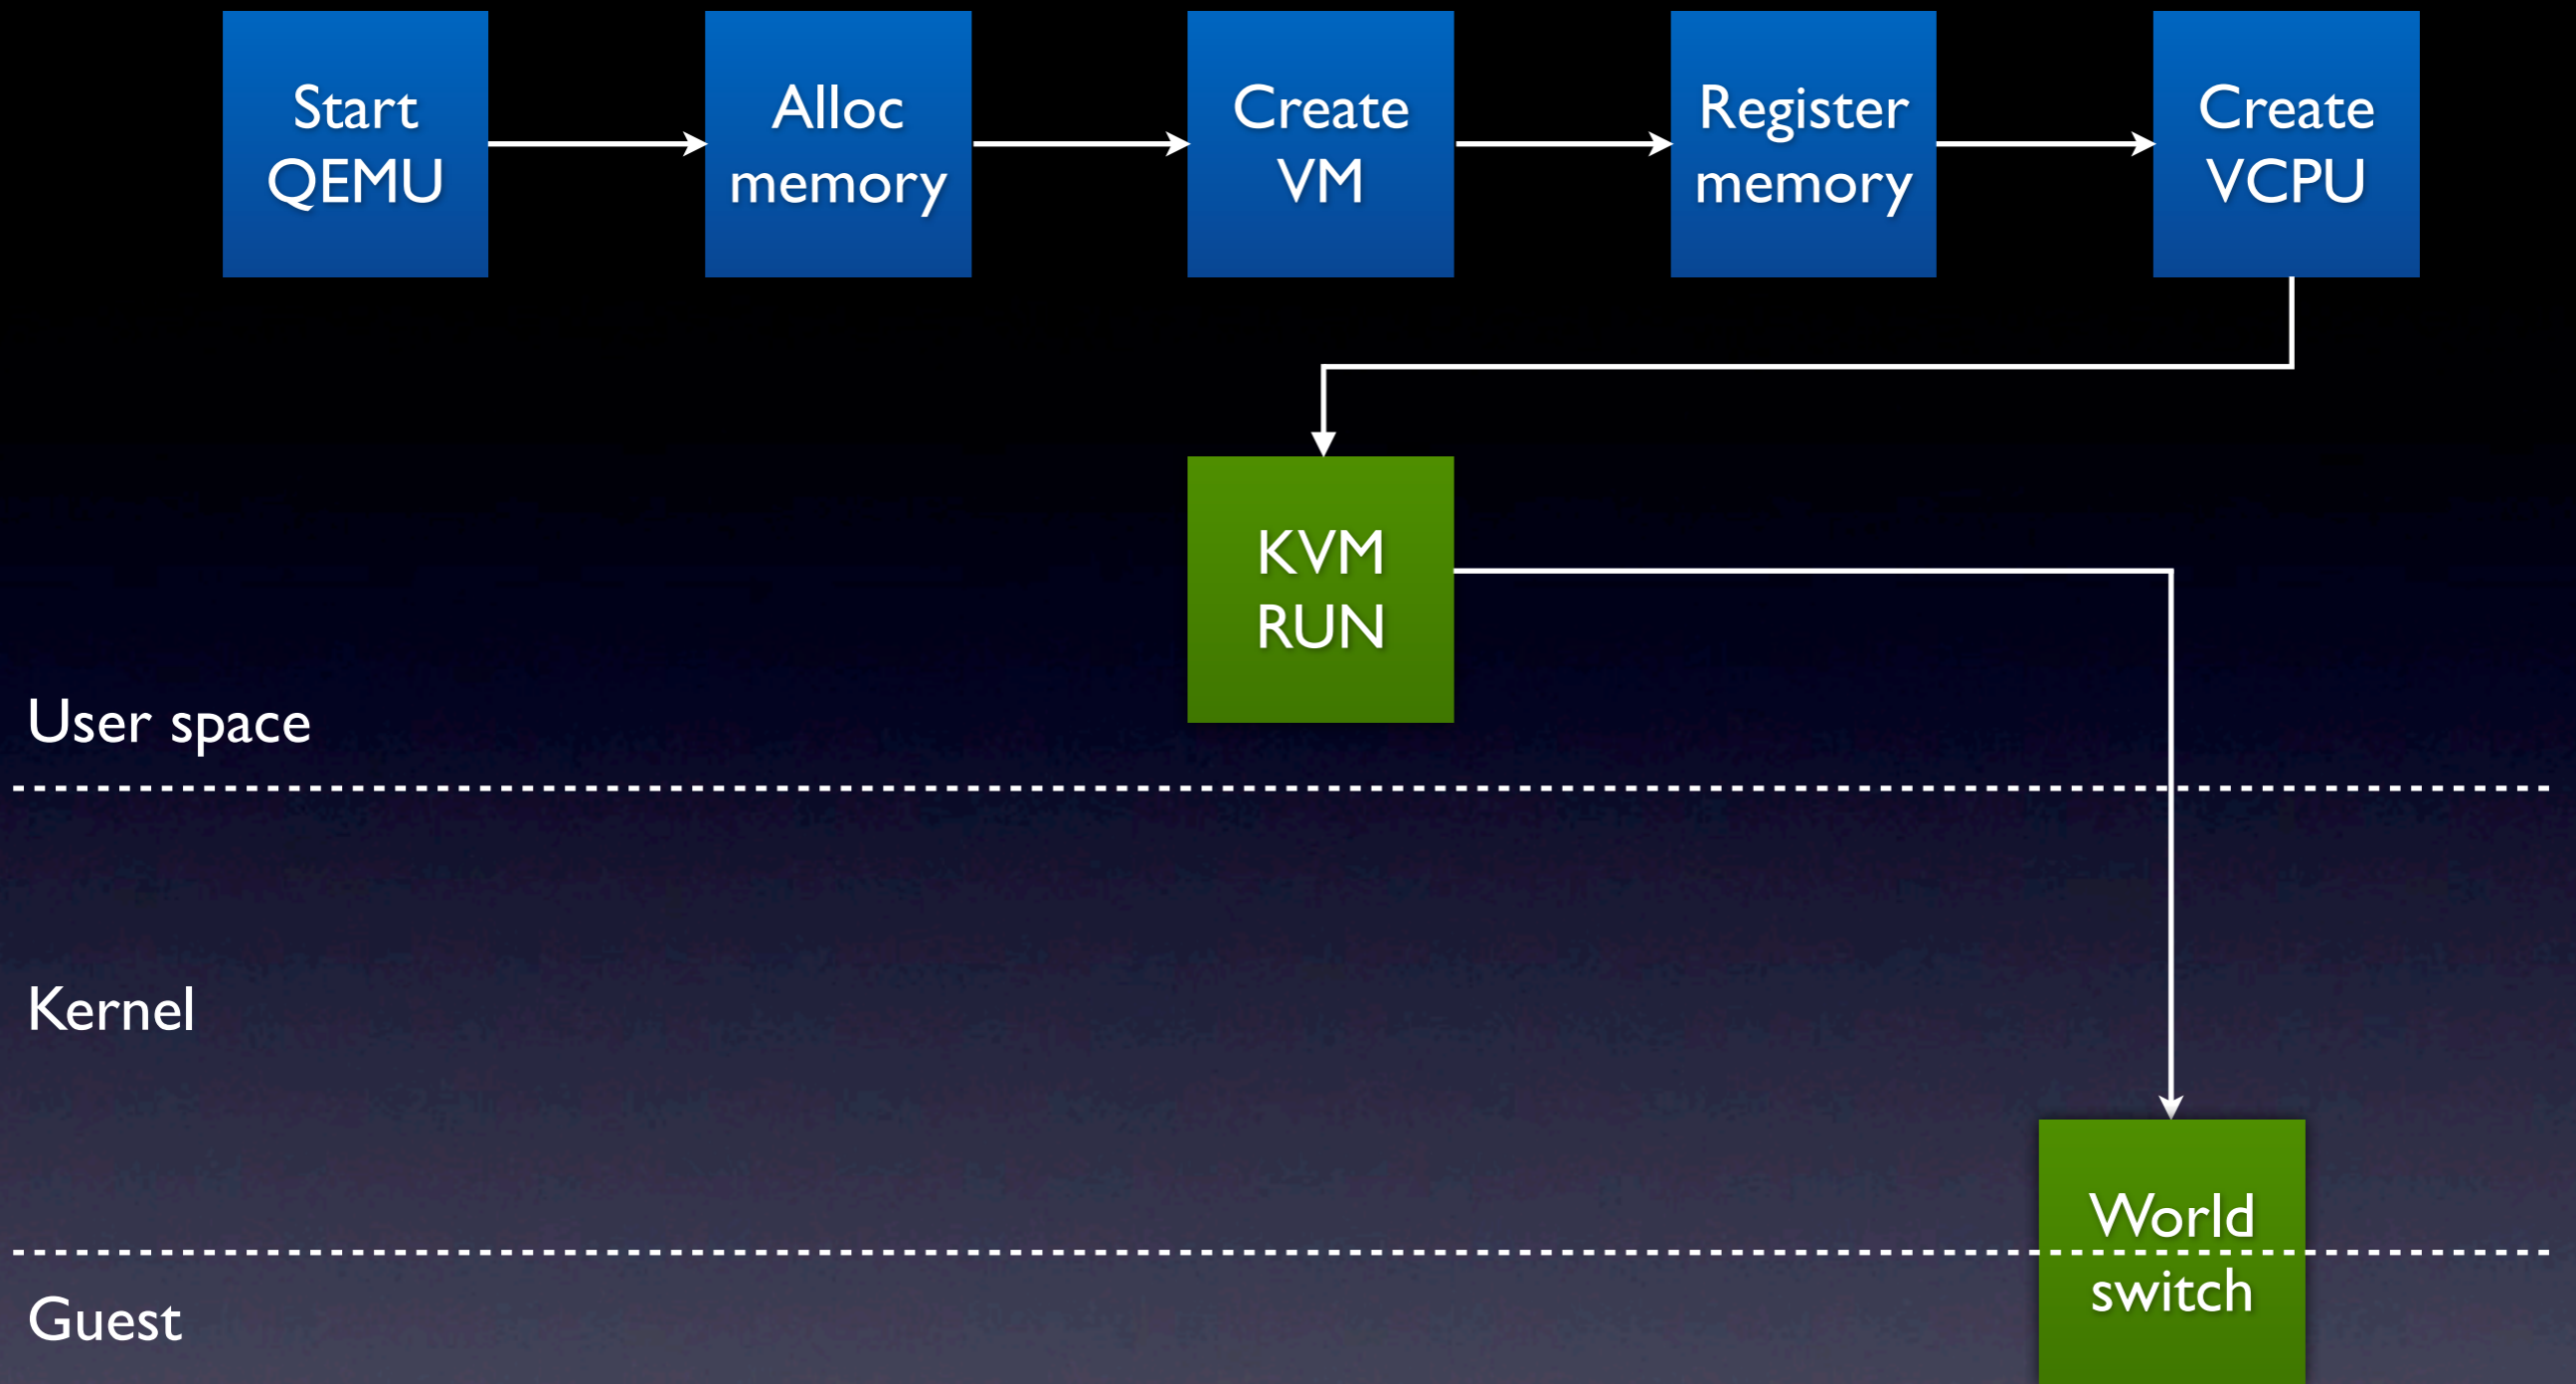 Start
QEMU
Alloc
memory
Create
VM
Register
memory
Create
VCPU
KVM
RUN
User space
Kernel
World
switch
Guest